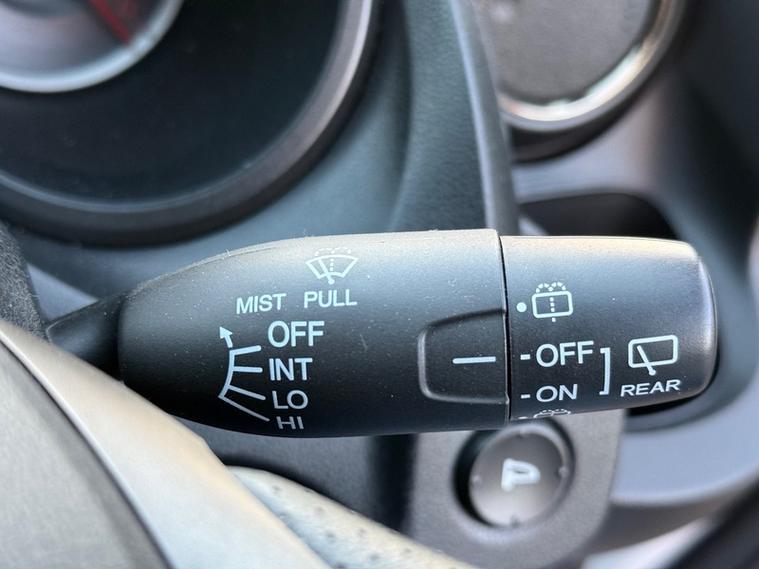 MIST PULL
OFF
INT
LO
HI
OFF
ON
REAR